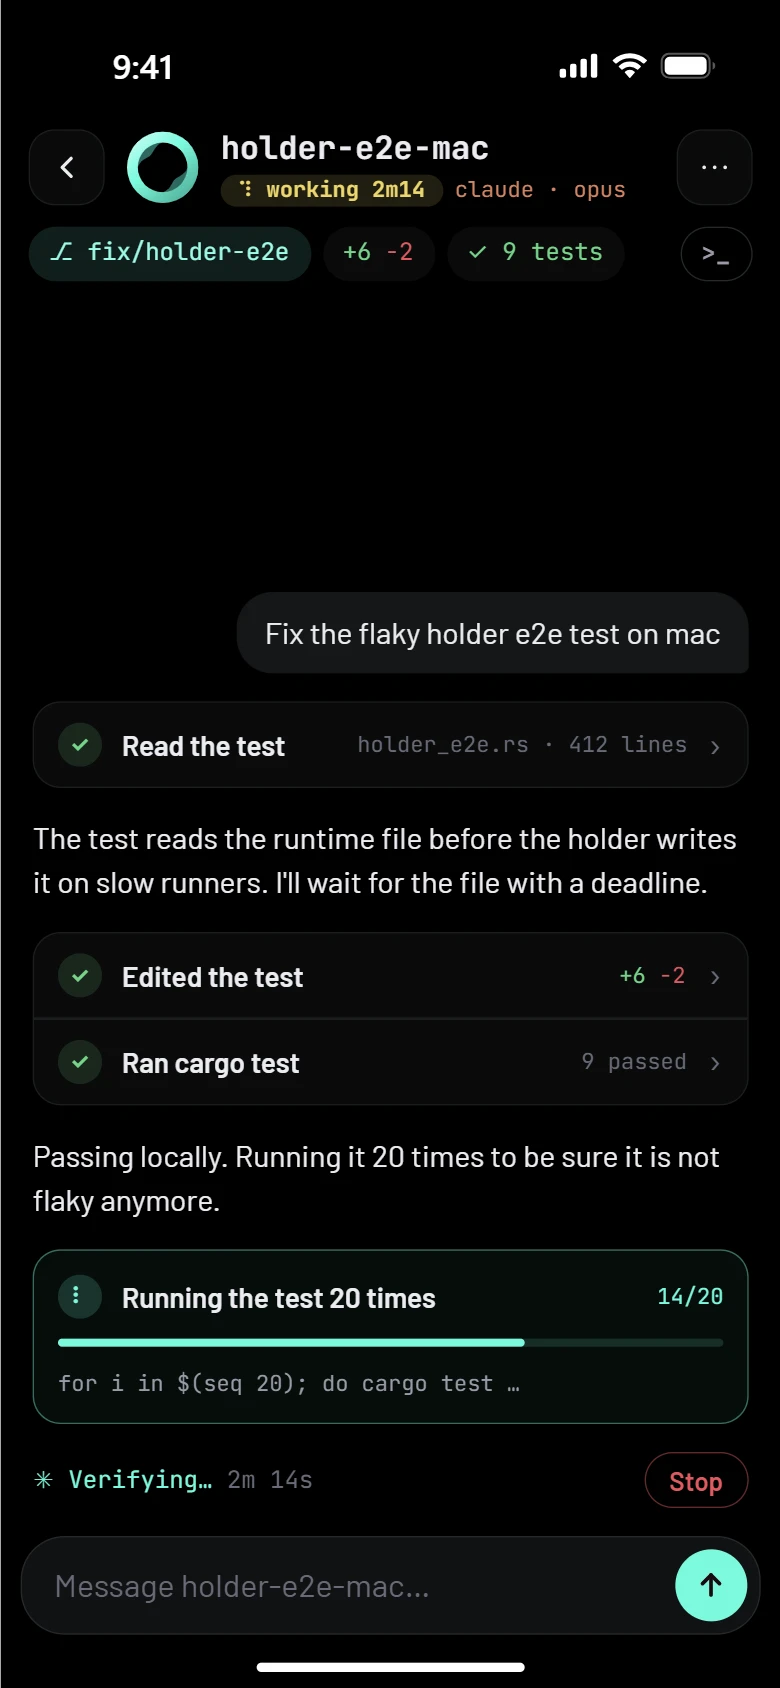 9:41
holder-e2e-mac
working 2m14 claude · opus
fix/holder-e2e +6 -2 ✓ 9 tests >_
Fix the flaky holder e2e test on mac
Read the test holder_e2e.rs · 412 lines
The test reads the runtime file before the holder writes
it on slow runners. I'll wait for the file with a deadline.
Edited the test +6 -2
Ran cargo test 9 passed
Passing locally. Running it 20 times to be sure it is not
flaky anymore.
Running the test 20 times 14/20
for i in $(seq 20); do cargo test …
Verifying… 2m 14s Stop
Message holder-e2e-mac...